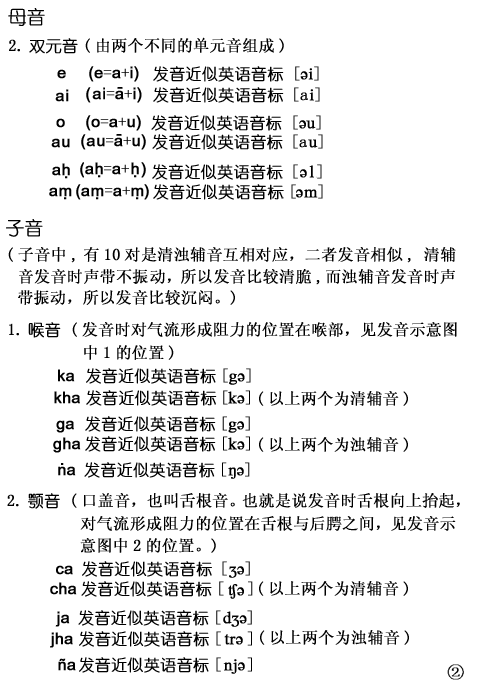 母音
2. 双元音 ( 由两个不同的单元音组成 )
e (e=a+i) 发音近似英语音标 [əi]
ai (ai=ā+i) 发音近似英语音标 [ai]
o (o=a+u) 发音近似英语音标 [əu]
au (au=ā+u) 发音近似英语音标 [au]
aḥ (aḥ=a+ḥ) 发音近似英语音标 [əl]
aṃ (aṃ=a+ṃ) 发音近似英语音标 [əm]
子音
( 子音中 , 有 10 对是清浊辅音互相对应，二者发音相似 , 清辅
音发音时声带不振动，所以发音比较清脆 , 而浊辅音发音时声
带振动，所以发音比较沉闷。)
1. 喉音 ( 发音时对气流形成阻力的位置在喉部，见发音示意图
中 1 的位置 )
ka 发音近似英语音标 [gə]
kha 发音近似英语音标 [kə] ( 以上两个为清辅音 )
ga 发音近似英语音标 [gə]
gha 发音近似英语音标 [kə] ( 以上两个为浊辅音 )
ṅa 发音近似英语音标 [ŋə]
2. 颚音 ( 口盖音，也叫舌根音。也就是说发音时舌根向上抬起，
对气流形成阻力的位置在舌根与后腭之间，见发音示
意图中 2 的位置。)
ca 发音近似英语音标 [ʒə]
cha 发音近似英语音标 [ ʧə ] ( 以上两个为清辅音 )
ja 发音近似英语音标 [dʒə]
jha 发音近似英语音标 [ trə ] ( 以上两个为浊辅音 )
ña 发音近似英语音标 [ njə]
②